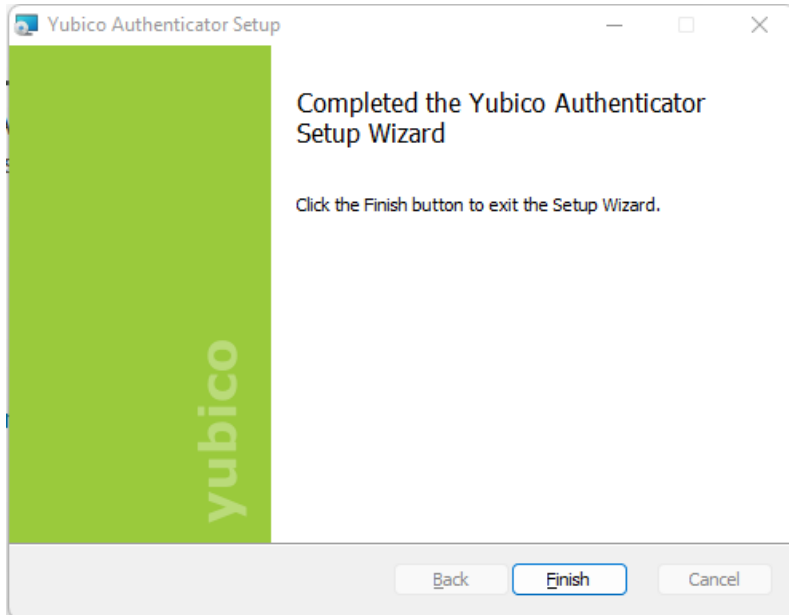 Yubico Authenticator Setup
Completed the Yubico Authenticator
Setup Wizard
Click the Finish button to exit the Setup Wizard.
yubico
Back
Finish
Cancel